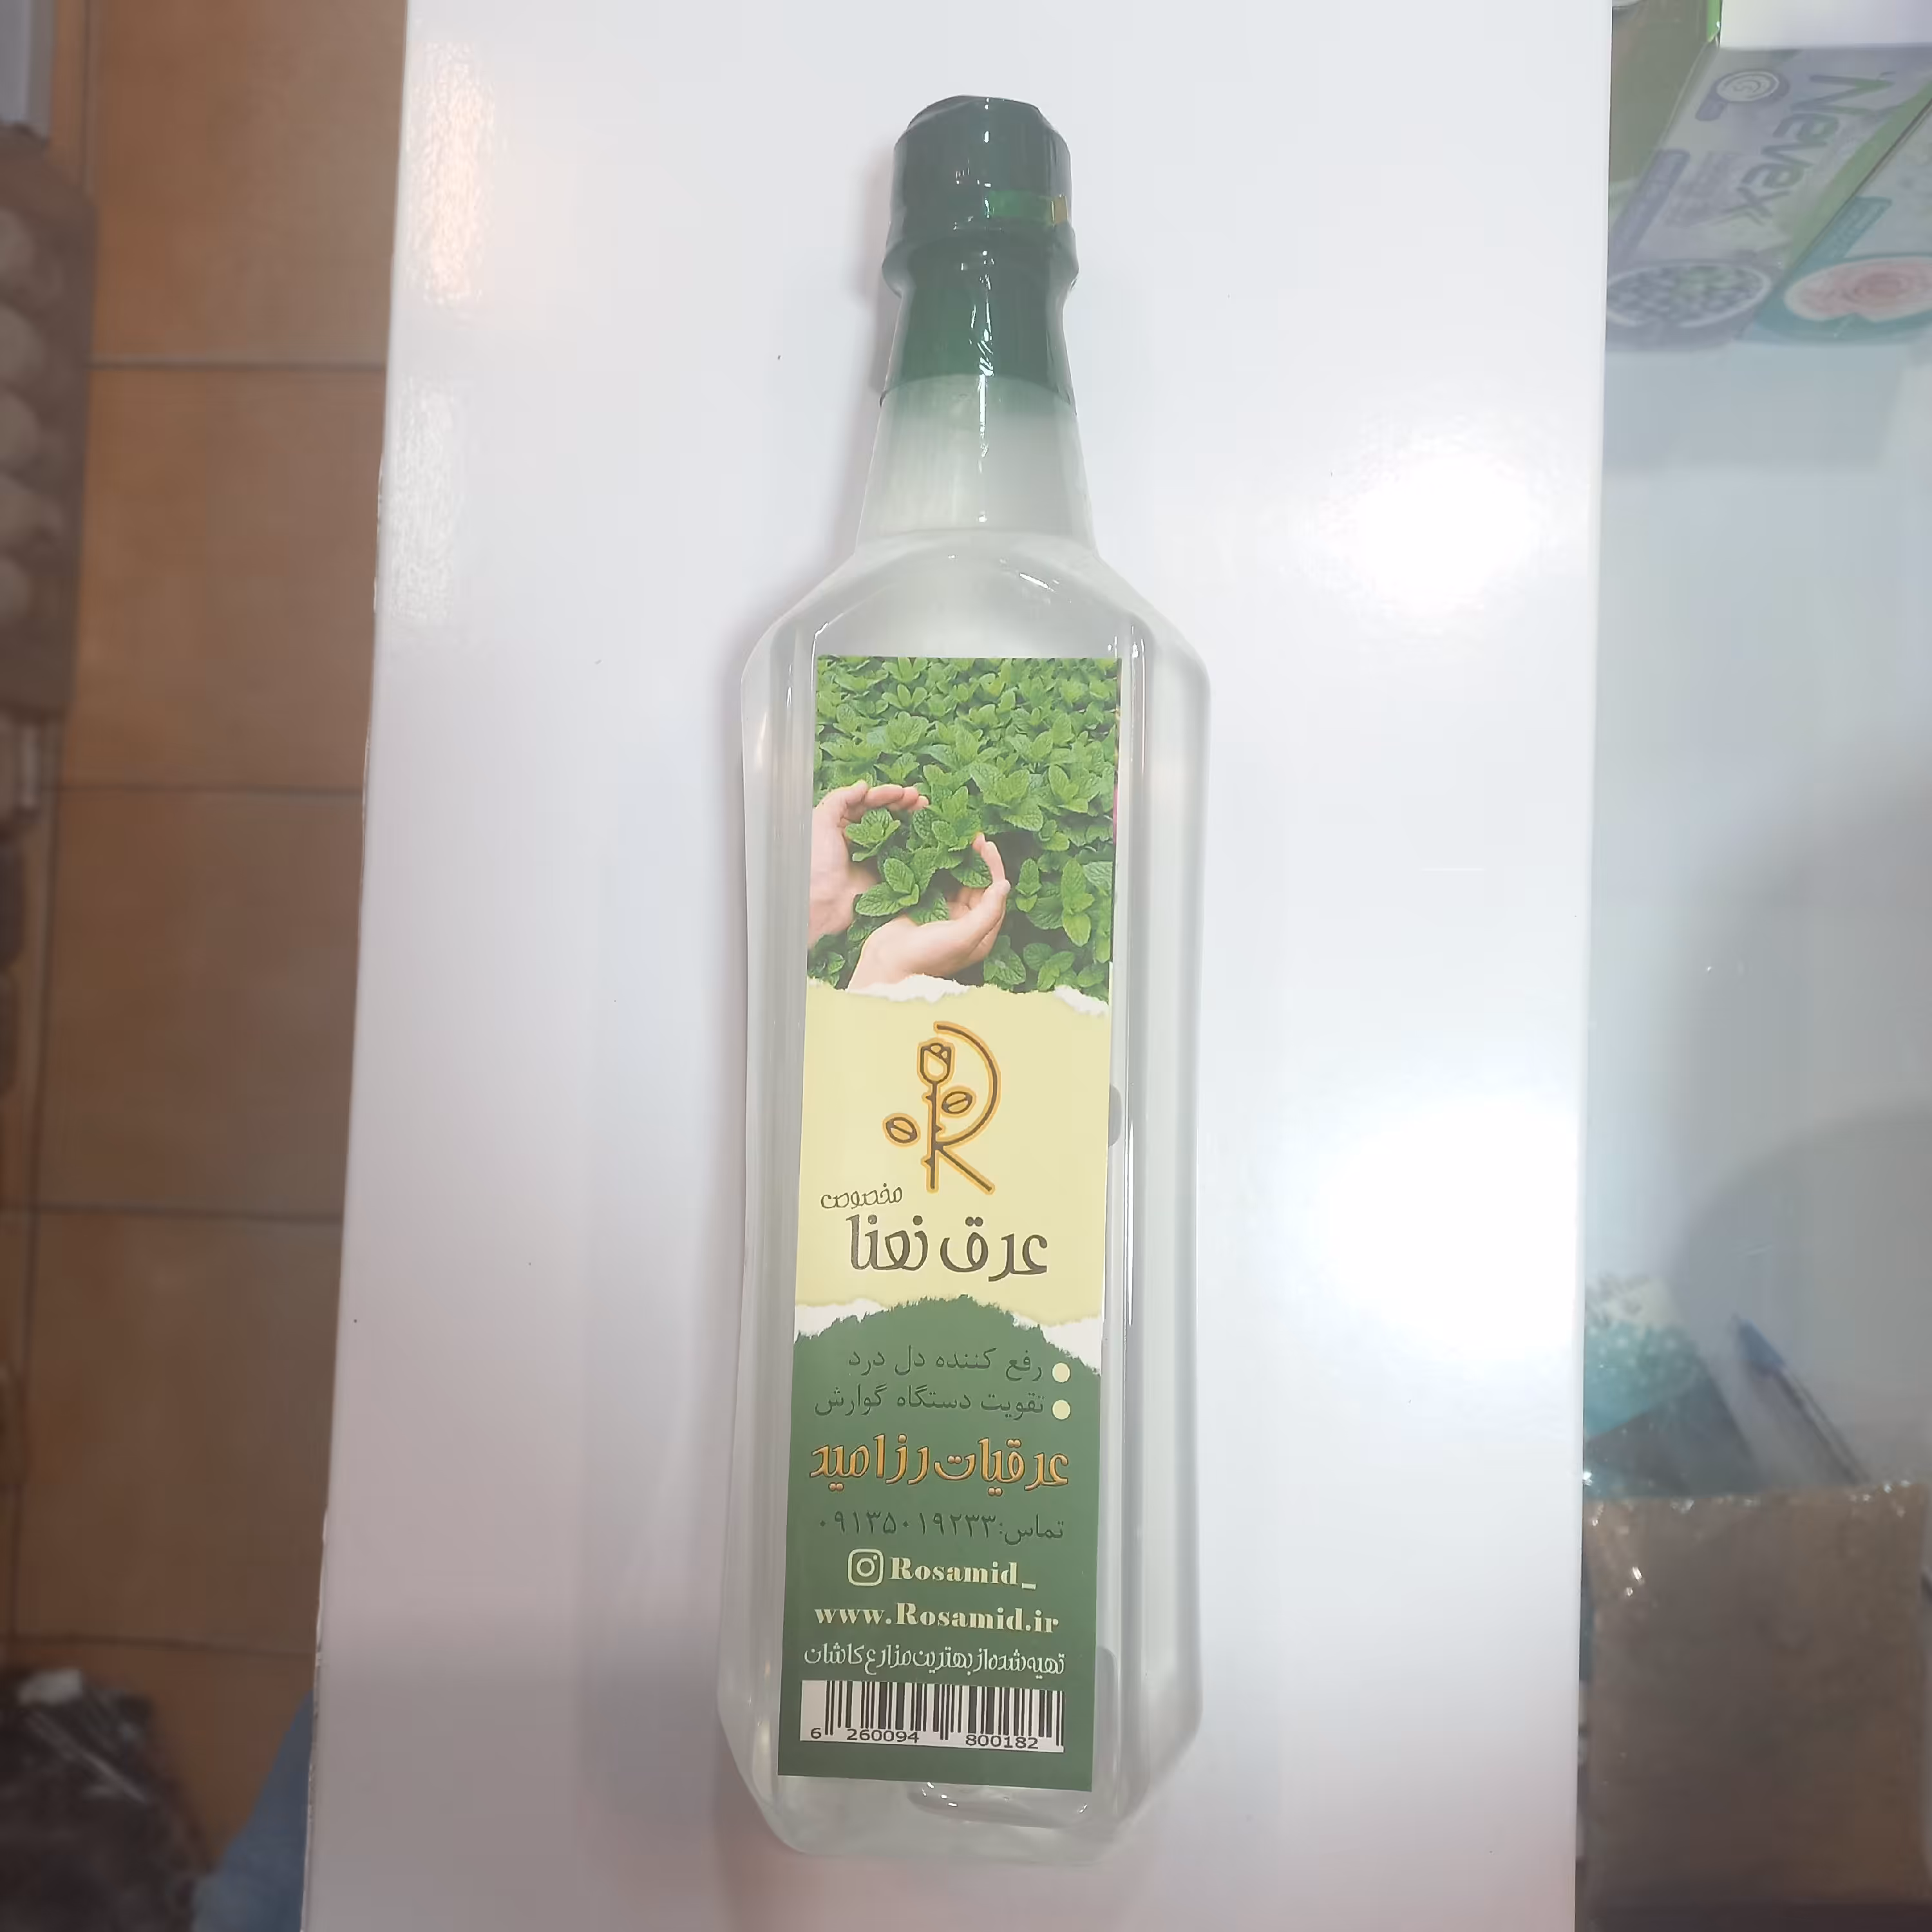 Nevex
مخصوص
عرق نعنا
رفع کننده دل درد
تقویت دستگاه گوارش
عرقیات رزامید
تماس:۰۹۱۳۵۰۱۹۲۳۳
Rosamid_
www.Rosamid.ir
تهیه شده از بهترین مزارع کاشان
6 260094 800182